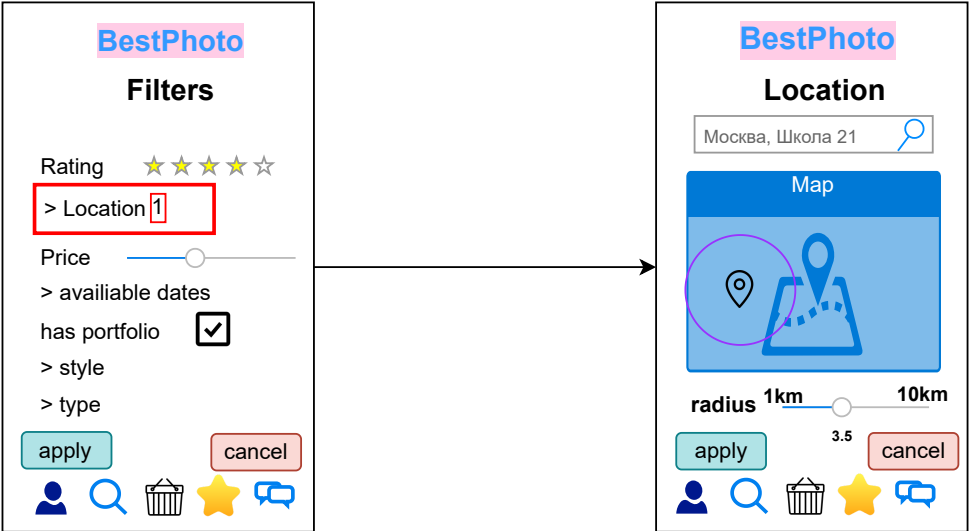 BestPhoto
Filters
Rating
> Location 1
Price
> availiable dates
has portfolio
> style
> type
apply
cancel
BestPhoto
Location
Москва, Школа 21
Map
radius 1km 10km
3.5
apply
cancel